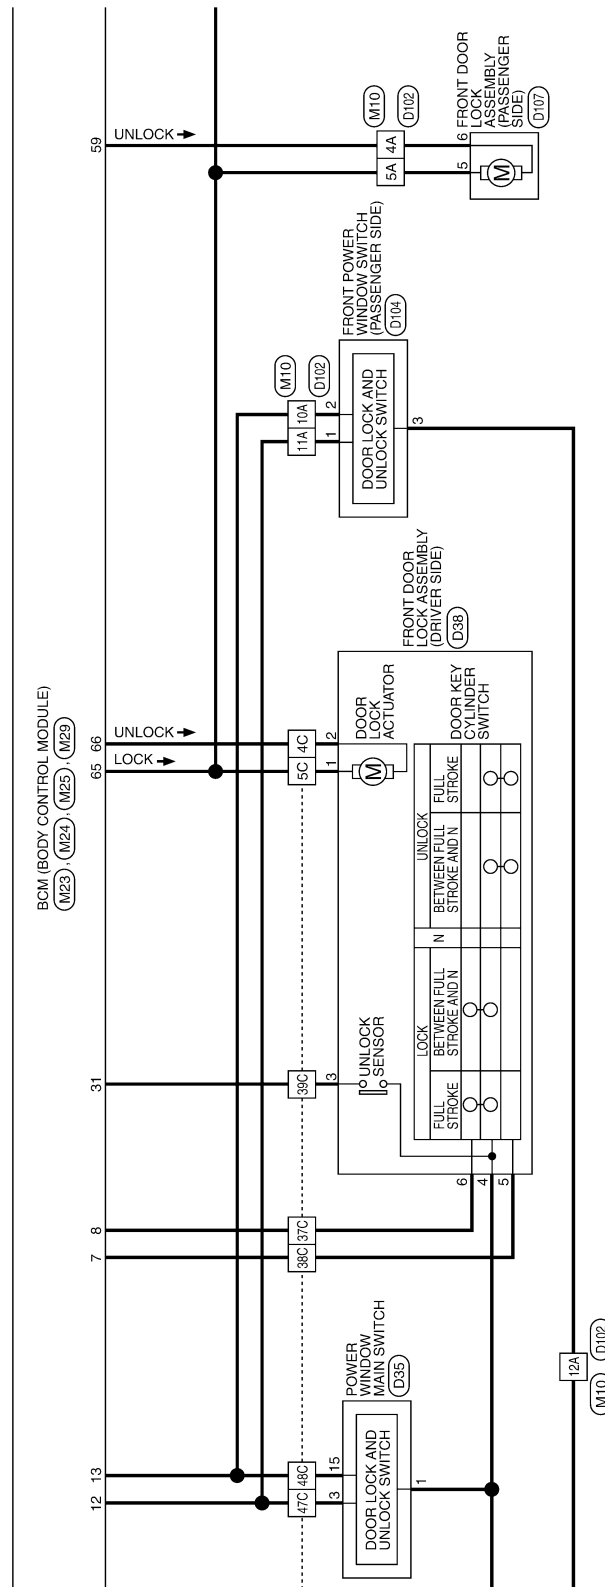 BCM (BODY CONTROL MODULE)
M23 , M24 , M25 , M29
59
UNLOCK
M10
D102
4A
5A
6
5
FRONT DOOR
LOCK
ASSEMBLY
(PASSENGER
SIDE)
D107
M
FRONT POWER
WINDOW SWITCH
(PASSENGER SIDE)
D104
M10
D102
10A
11A
2
1
DOOR LOCK AND
UNLOCK SWITCH
3
66
UNLOCK
65
LOCK
4C
5C
2
1
FRONT DOOR
LOCK ASSEMBLY
(DRIVER SIDE)
D38
M
DOOR
LOCK
ACTUATOR
DOOR KEY
CYLINDER
SWITCH
UNLOCK
FULL
STROKE
BETWEEN FULL
STROKE AND N
N
LOCK
BETWEEN FULL
STROKE AND N
FULL
STROKE
31
39C
3
UNLOCK
SENSOR
6
4
5
8
7
37C
38C
POWER
WINDOW
MAIN SWITCH
D35
13
12
48C
47C
15
3
DOOR LOCK AND
UNLOCK SWITCH
1
12A
M10
D102